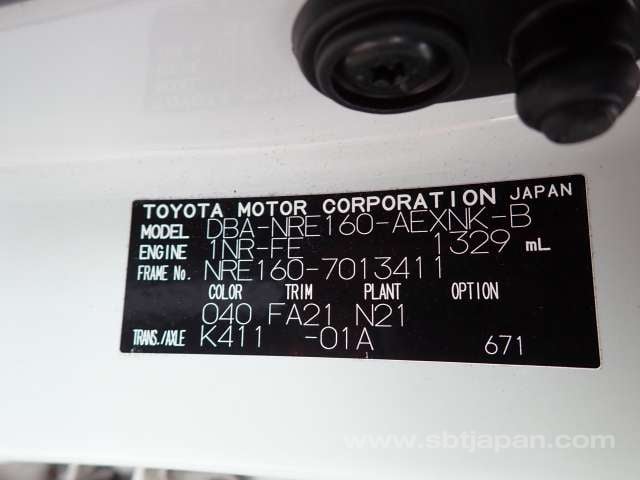 TOYOTA MOTOR CORPORATION JAPAN
MODEL DBA-NRE160-AEXNK-B
ENGINE 1NR-FE 1329 mL
FRAME No. NRE160-7013411
COLOR TRIM PLANT OPTION
040 FA21 N21
TRANS./AXLE K411 -01A 671
www.sbtjapan.com